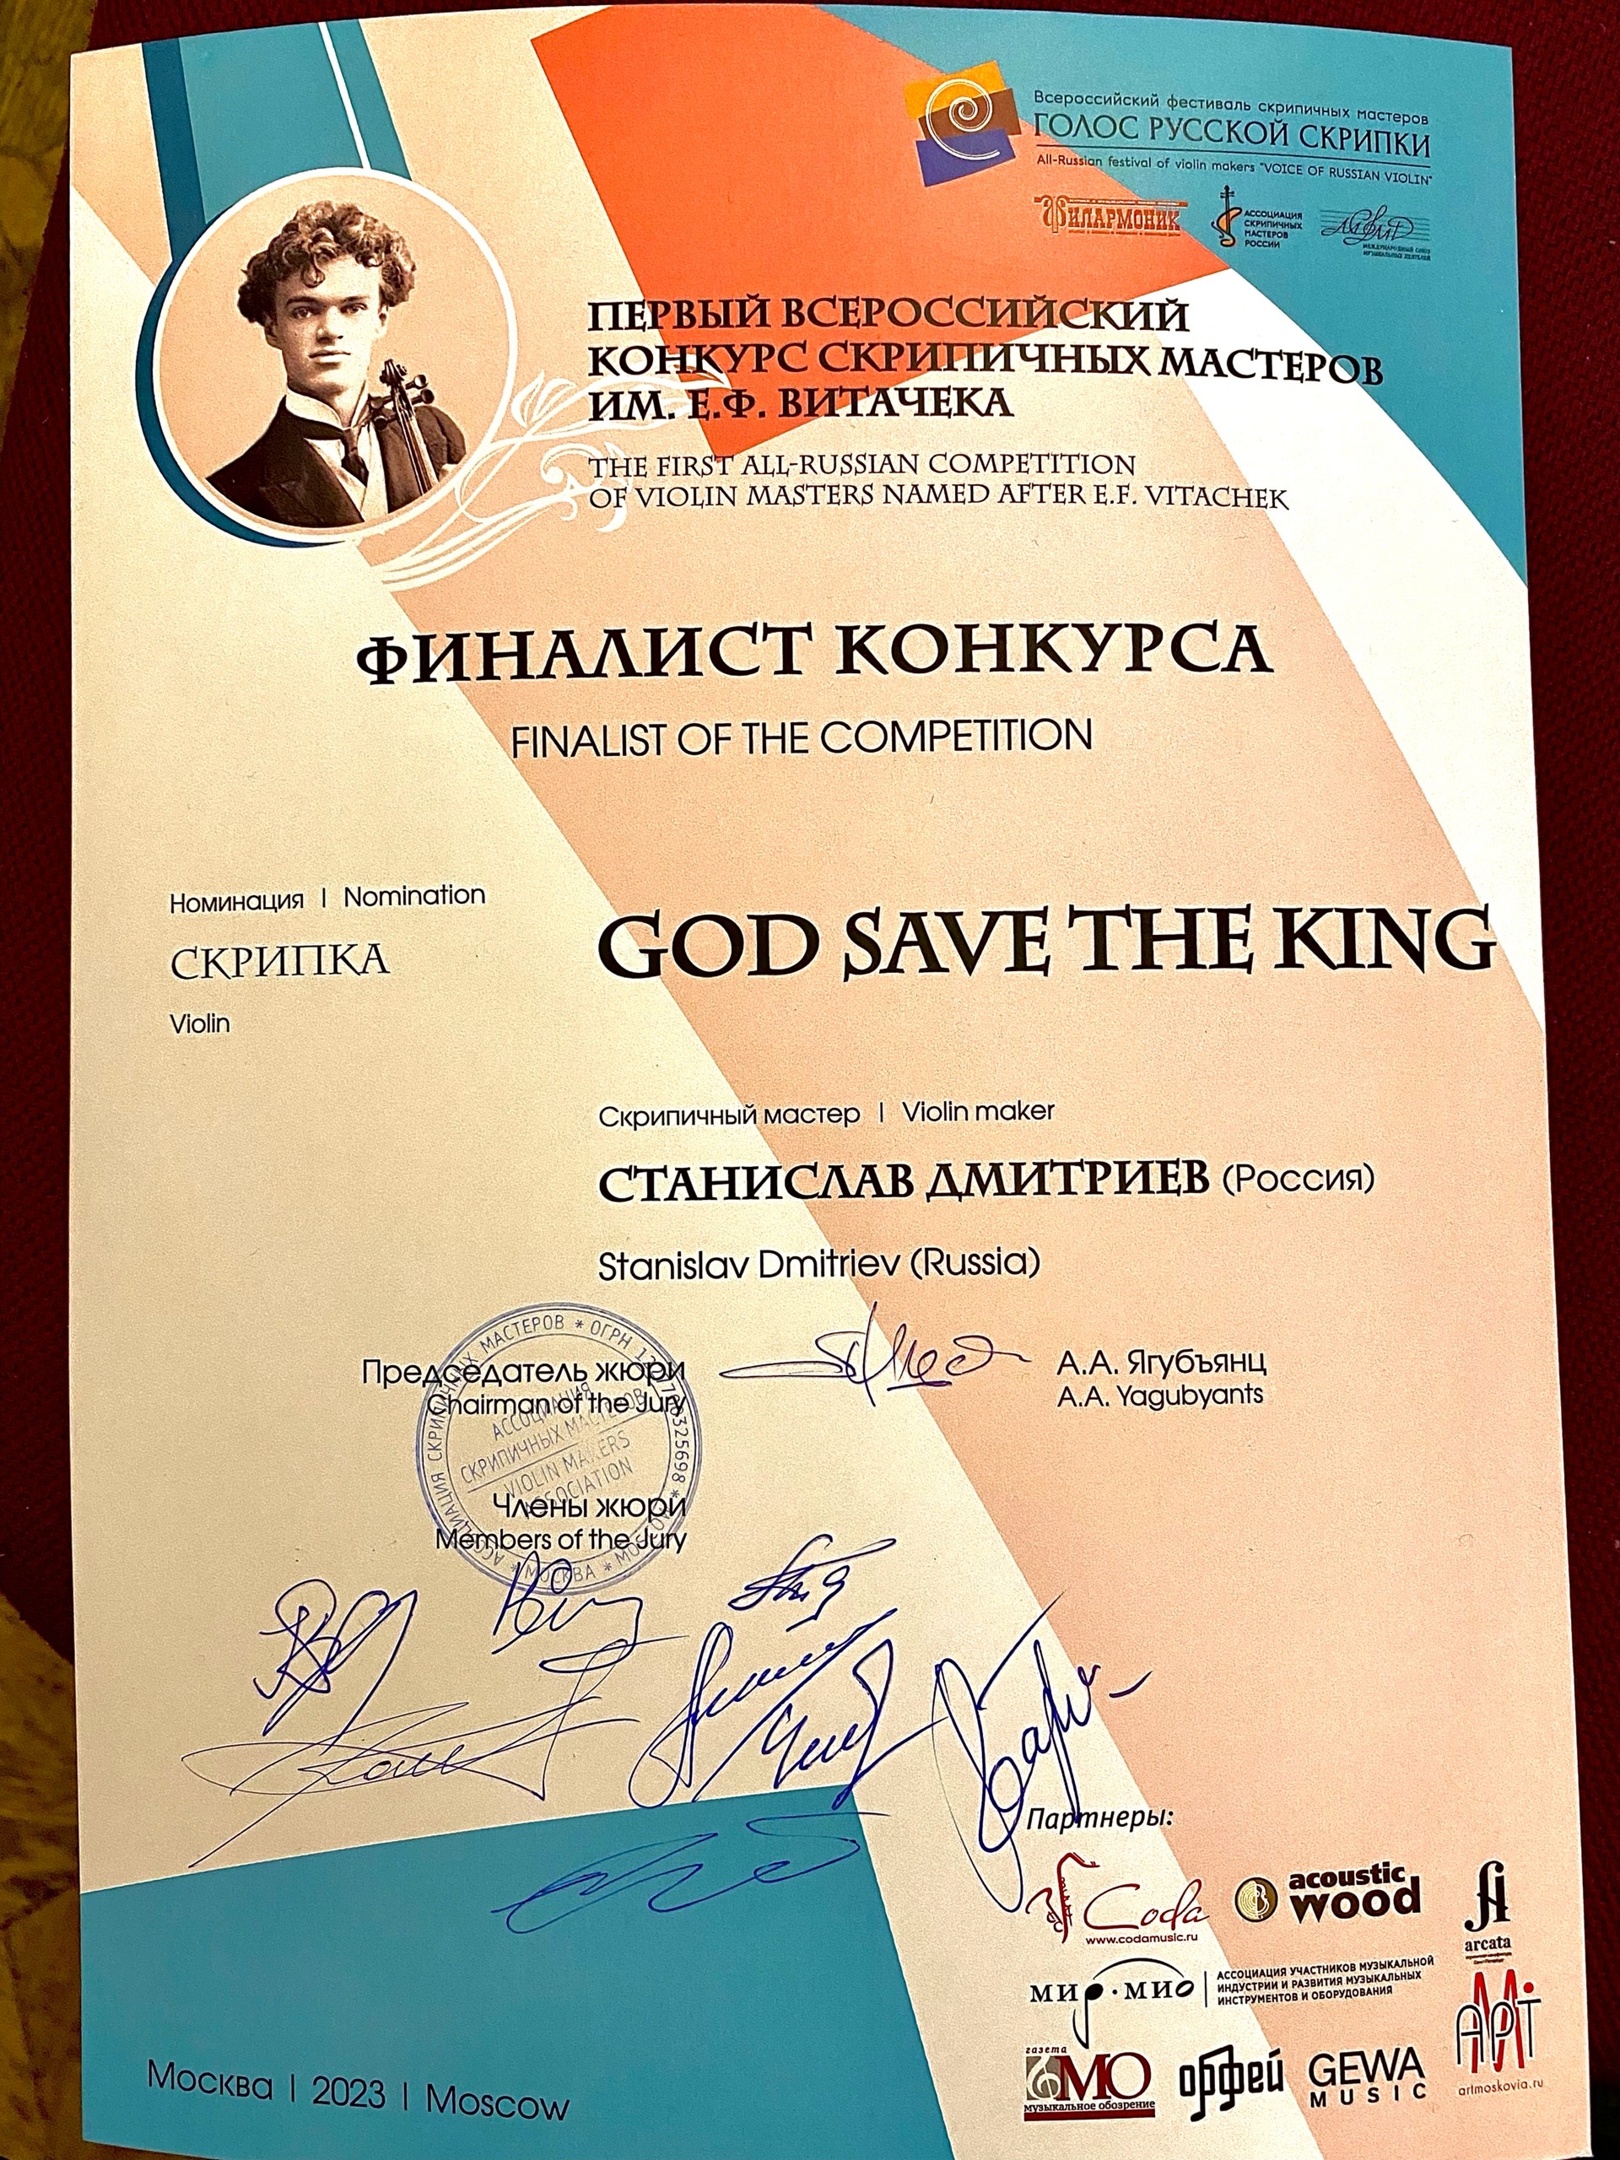 Всероссийский фестиваль скрипичных мастеров
ГОЛОС РУССКОЙ СКРИПКИ
All-Russian festival of violin makers "VOICE OF RUSSIAN VIOLIN"
ФИЛАРМОНИК
АССОЦИАЦИЯ
СКРИПИЧНЫХ
МАСТЕРОВ
РОССИИ
МЕЖДУНАРОДНЫЙ СОЮЗ
МУЗЫКАЛЬНЫХ ДЕЯТЕЛЕЙ
ПЕРВЫЙ ВСЕРОССИЙСКИЙ
КОНКУРС СКРИПИЧНЫХ МАСТЕРОВ
ИМ. Е.Ф. ВИТАЧЕКА
THE FIRST ALL-RUSSIAN COMPETITION
OF VIOLIN MASTERS NAMED AFTER E.F. VITACHEK
ФИНАЛИСТ КОНКУРСА
FINALIST OF THE COMPETITION
Номинация | Nomination
СКРИПКА
Violin
GOD SAVE THE KING
Скрипичный мастер | Violin maker
СТАНИСЛАВ ДМИТРИЕВ (Россия)
Stanislav Dmitriev (Russia)
Председатель жюри
Chairman of the Jury
А.А. Ягубъянц
A.A. Yagubyants
АССОЦИАЦИЯ СКРИПИЧНЫХ МАСТЕРОВ * ОГРН
* MOSCOW * МОСКВА *
АССОЦИАЦИЯ
СКРИПИЧНЫХ МАСТЕРОВ
VIOLIN MAKERS
ASSOCIATION
Члены жюри
Members of the Jury
Партнеры:
Coda
www.codamusic.ru
acoustic
wood
arcata
МИР · МИО
АССОЦИАЦИЯ УЧАСТНИКОВ МУЗЫКАЛЬНОЙ
ИНДУСТРИИ И РАЗВИТИЯ МУЗЫКАЛЬНЫХ
ИНСТРУМЕНТОВ И ОБОРУДОВАНИЯ
АРТ
artmoskovia.ru
газета
МО
музыкальное обозрение
орфей
GEWA
MUSIC
Москва | 2023 | Moscow